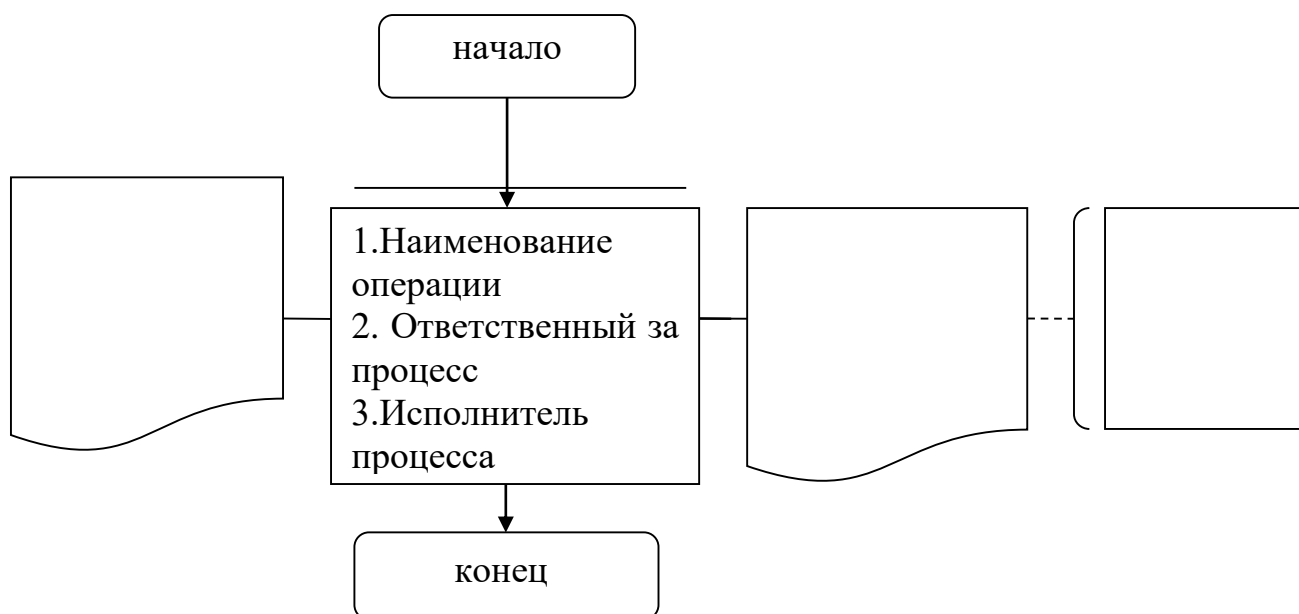 начало
1.Наименование
операции
2. Ответственный за
процесс
3.Исполнитель
процесса
конец